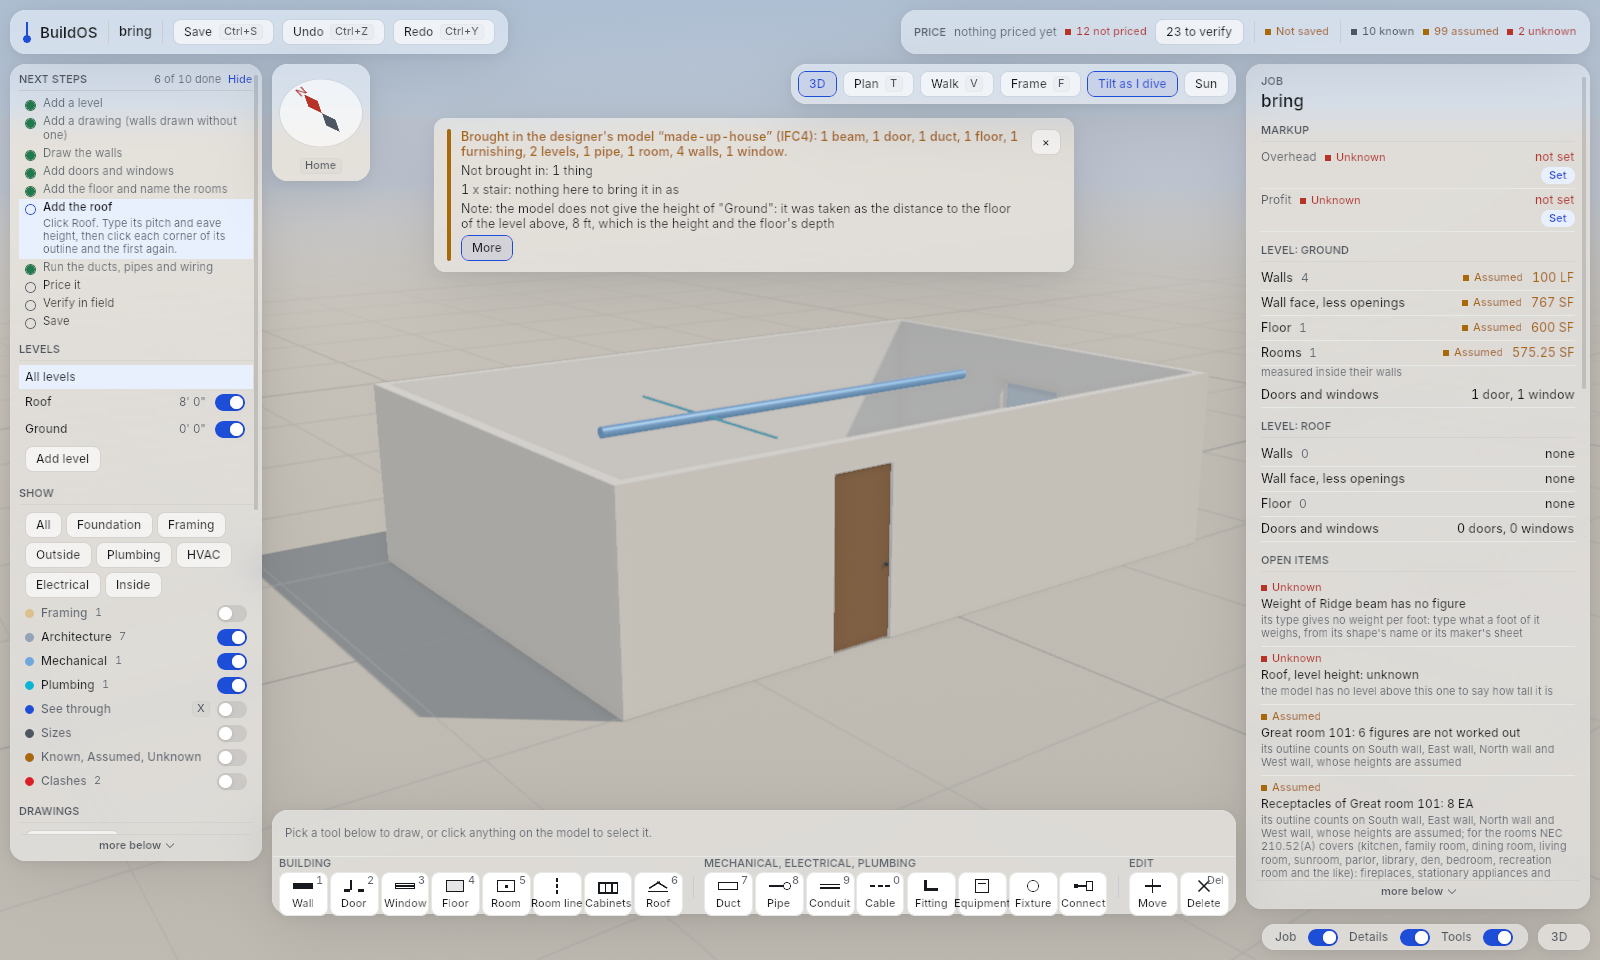 BuildOS
bring
Save Ctrl+S
Undo Ctrl+Z
Redo Ctrl+Y
PRICE nothing priced yet 12 not priced
23 to verify
Not saved
10 known 99 assumed 2 unknown
NEXT STEPS 6 of 10 done Hide
Add a level
Add a drawing (walls drawn without
one)
Draw the walls
Add doors and windows
Add the floor and name the rooms
Add the roof
Click Roof. Type its pitch and eave
height, then click each corner of its
outline and the first again.
Run the ducts, pipes and wiring
Price it
Verify in field
Save
LEVELS
All levels
Roof 8' 0"
Ground 0' 0"
Add level
SHOW
All Foundation Framing
Outside Plumbing HVAC
Electrical Inside
Framing 1
Architecture 7
Mechanical 1
Plumbing 1
See through X
Sizes
Known, Assumed, Unknown
Clashes 2
DRAWINGS
more below
N
Home
3D
Plan T
Walk V
Frame F
Tilt as I dive
Sun
Brought in the designer's model “made-up-house” (IFC4): 1 beam, 1 door, 1 duct, 1 floor, 1
furnishing, 2 levels, 1 pipe, 1 room, 4 walls, 1 window.
×
Not brought in: 1 thing
1 x stair: nothing here to bring it in as
Note: the model does not give the height of "Ground": it was taken as the distance to the floor
of the level above, 8 ft, which is the height and the floor's depth
More
Pick a tool below to draw, or click anything on the model to select it.
BUILDING
Wall 1
Door 2
Window 3
Floor 4
Room 5
Room line
Cabinets
Roof 6
MECHANICAL, ELECTRICAL, PLUMBING
Duct 7
Pipe 8
Conduit 9
Cable 0
Fitting
Equipment
Fixture
Connect
EDIT
Move
Delete Del
JOB
bring
MARKUP
Overhead Unknown not set
Set
Profit Unknown not set
Set
LEVEL: GROUND
Walls 4 Assumed 100 LF
Wall face, less openings Assumed 767 SF
Floor 1 Assumed 600 SF
Rooms 1 Assumed 575.25 SF
measured inside their walls
Doors and windows 1 door, 1 window
LEVEL: ROOF
Walls 0 none
Wall face, less openings none
Floor 0 none
Doors and windows 0 doors, 0 windows
OPEN ITEMS
Unknown
Weight of Ridge beam has no figure
its type gives no weight per foot: type what a foot of it
weighs, from its shape's name or its maker's sheet
Unknown
Roof, level height: unknown
the model has no level above this one to say how tall it is
Assumed
Great room 101: 6 figures are not worked out
its outline counts on South wall, East wall, North wall and
West wall, whose heights are assumed
Assumed
Receptacles of Great room 101: 8 EA
its outline counts on South wall, East wall, North wall and
West wall, whose heights are assumed; for the rooms NEC
210.52(A) covers (kitchen, family room, dining room, living
room, sunroom, parlor, library, den, bedroom, recreation
room and the like): fireplaces, stationary appliances and
more below
Job
Details
Tools
3D